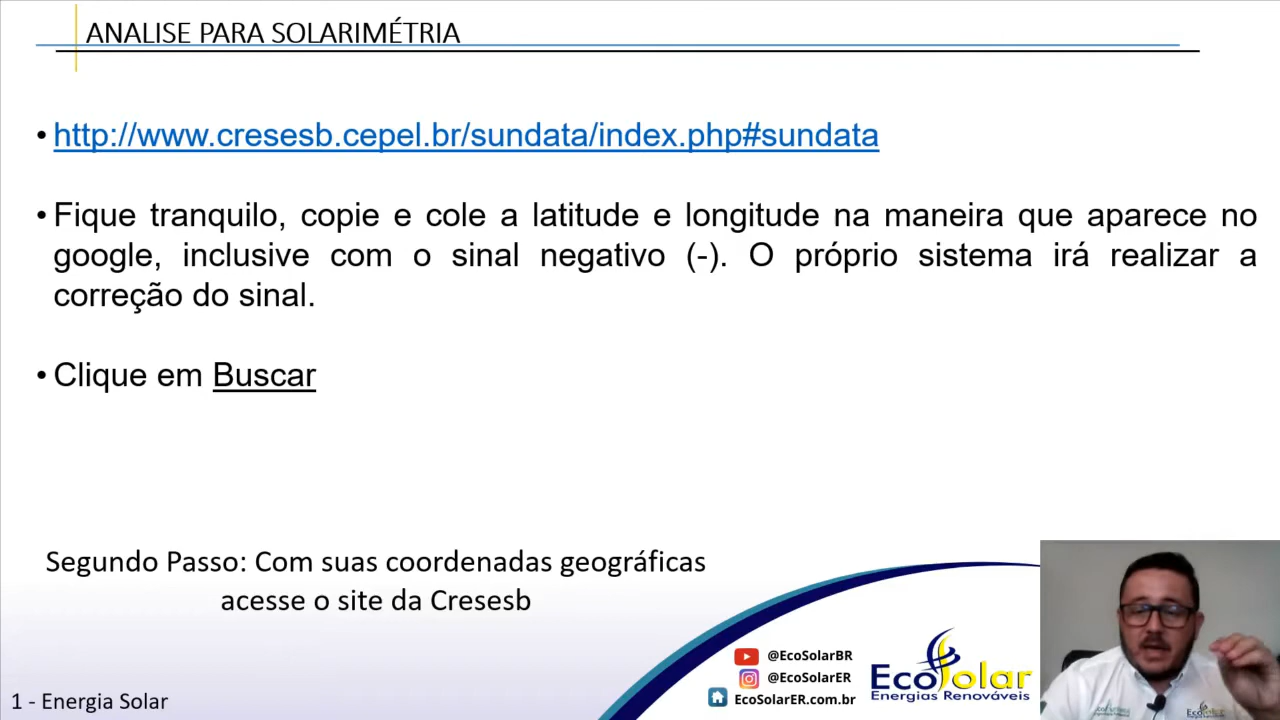 ANALISE PARA SOLARIMÉTRIA
• http://www.cresesb.cepel.br/sundata/index.php#sundata
• Fique tranquilo, copie e cole a latitude e longitude na maneira que aparece no
google, inclusive com o sinal negativo (-). O próprio sistema irá realizar a
correção do sinal.
• Clique em Buscar
Segundo Passo: Com suas coordenadas geográficas
acesse o site da Cresesb
@EcoSolarBR
@EcoSolarER
EcoSolarER.com.br
EcoSolar
Energias Renováveis
1 - Energia Solar